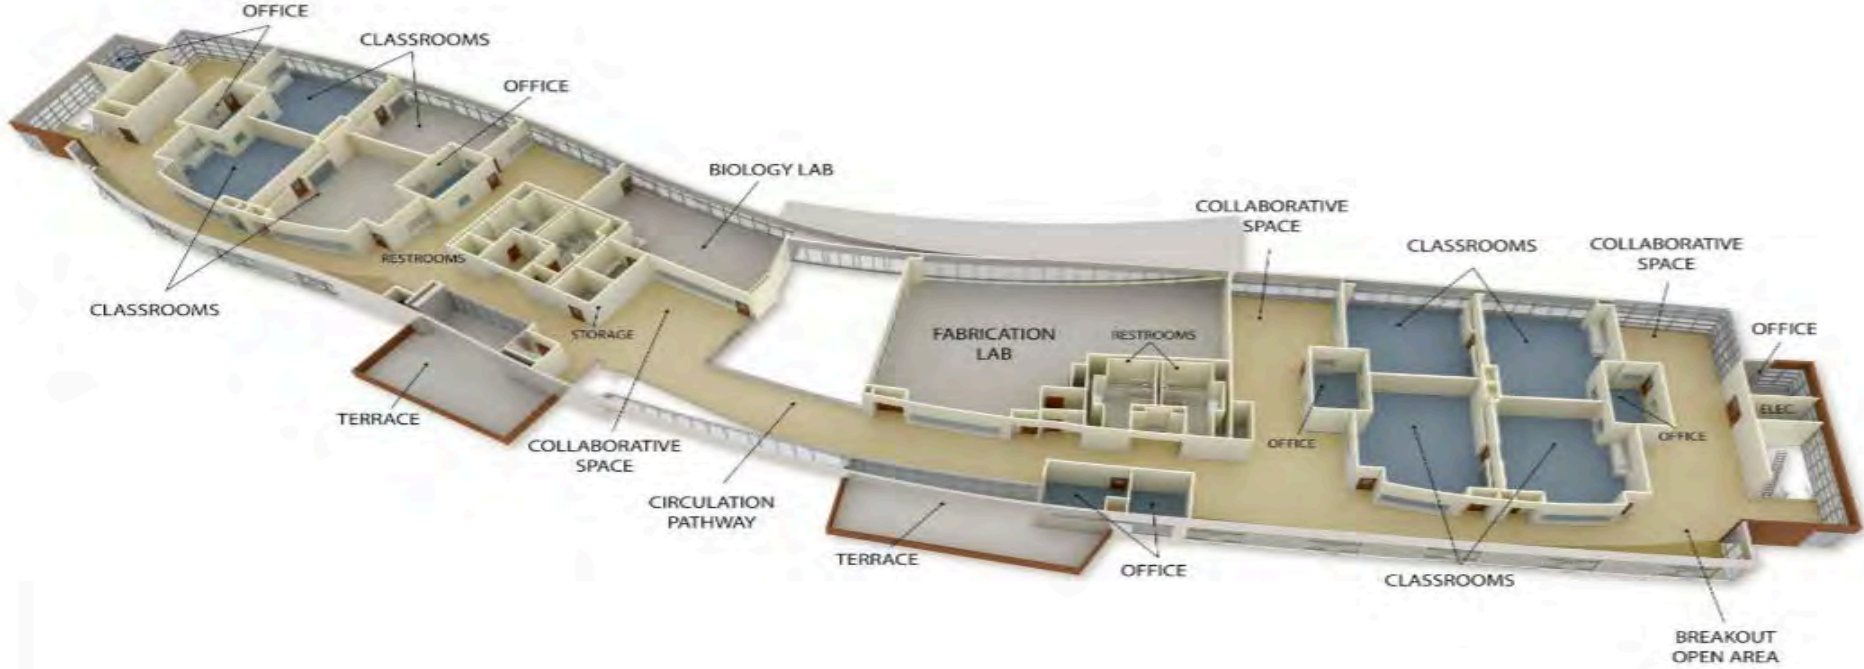 OFFICE
CLASSROOMS
OFFICE
BIOLOGY LAB
COLLABORATIVE
SPACE
CLASSROOMS
COLLABORATIVE
SPACE
RESTROOMS
CLASSROOMS
STORAGE
FABRICATION
LAB
RESTROOMS
OFFICE
ELEC.
TERRACE
COLLABORATIVE
SPACE
OFFICE
OFFICE
CIRCULATION
PATHWAY
TERRACE
OFFICE
CLASSROOMS
BREAKOUT
OPEN AREA